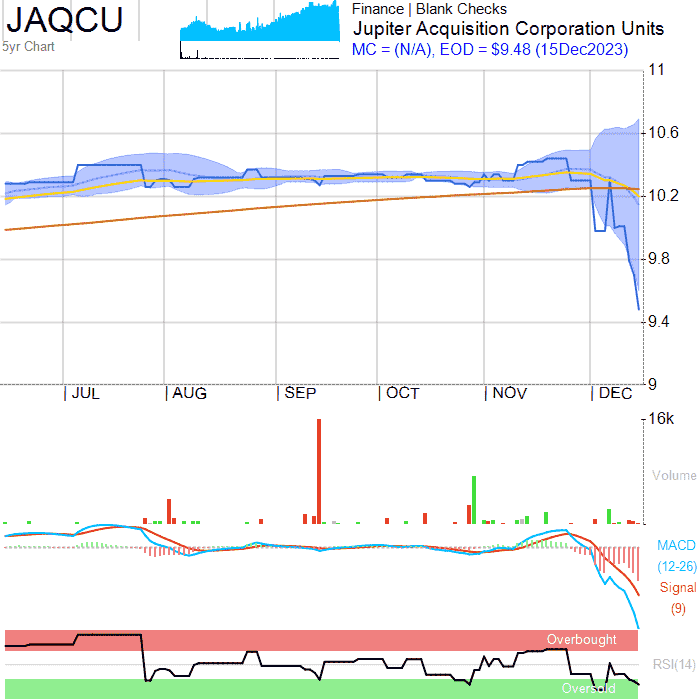 JAQCU
5yr Chart
Finance | Blank Checks
Jupiter Acquisition Corporation Units
MC = (N/A), EOD = $9.48 (15Dec2023)
11
10.6
10.2
9.8
9.4
9
JUL AUG SEP OCT NOV DEC
16k
Volume
MACD
(12-26)
Signal
(9)
Overbought
RSI(14)
Oversold